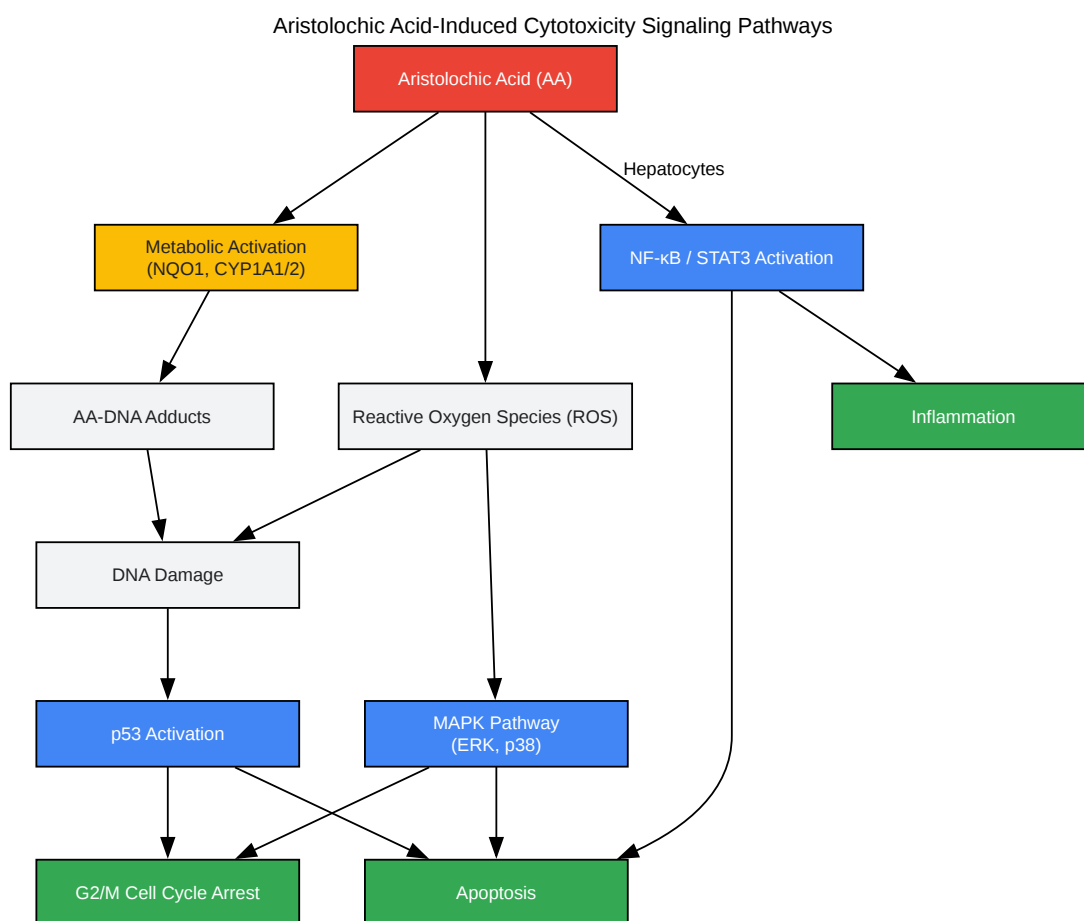 Aristolochic Acid-Induced Cytotoxicity Signaling Pathways
Aristolochic Acid (AA)
Hepatocytes
Metabolic Activation
(NQO1, CYP1A1/2)
NF-κB / STAT3 Activation
AA-DNA Adducts
Reactive Oxygen Species (ROS)
Inflammation
DNA Damage
p53 Activation
MAPK Pathway
(ERK, p38)
G2/M Cell Cycle Arrest
Apoptosis